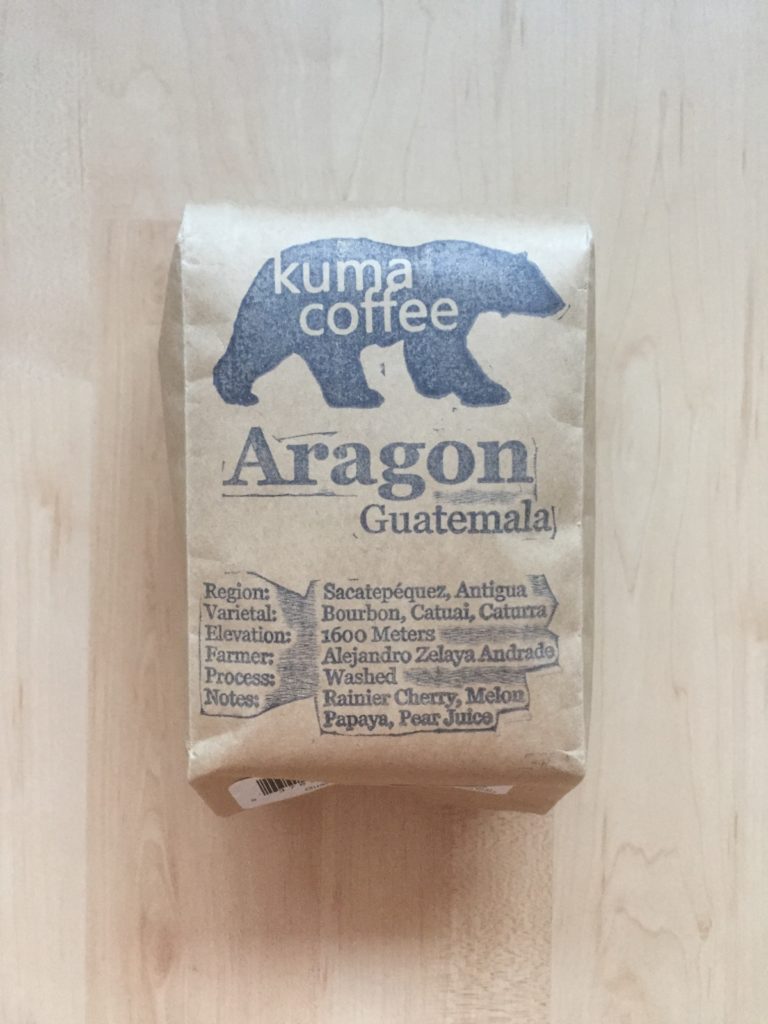 kuma
coffee
Aragon
Guatemala
Region: Sacatepéquez, Antigua
Varietal: Bourbon, Catuai, Caturra
Elevation: 1600 Meters
Farmer: Alejandro Zelaya Andrade
Process: Washed
Notes: Rainier Cherry, Melon
Papaya, Pear Juice